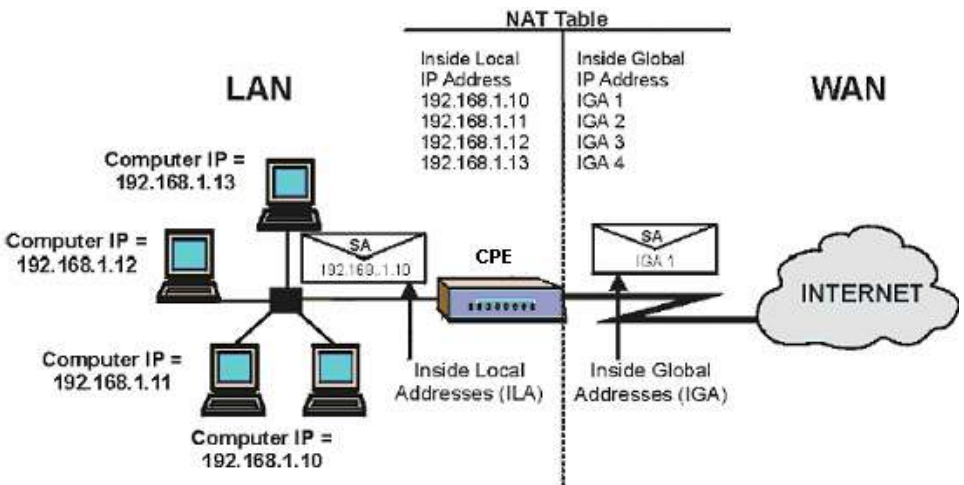 NAT Table
Inside Local
IP Address
192.168.1.10
192.168.1.11
192.168.1.12
192.168.1.13
Inside Global
IP Address
IGA 1
IGA 2
IGA 3
IGA 4
LAN
WAN
Computer IP =
192.168.1.13
Computer IP =
192.168.1.12
SA
192.168..1.10
CPE
SA
IGA 1
INTERNET
Computer IP =
192.168.1.11
Inside Local
Addresses (ILA)
Inside Global
Addresses (IGA)
Computer IP =
192.168.1.10